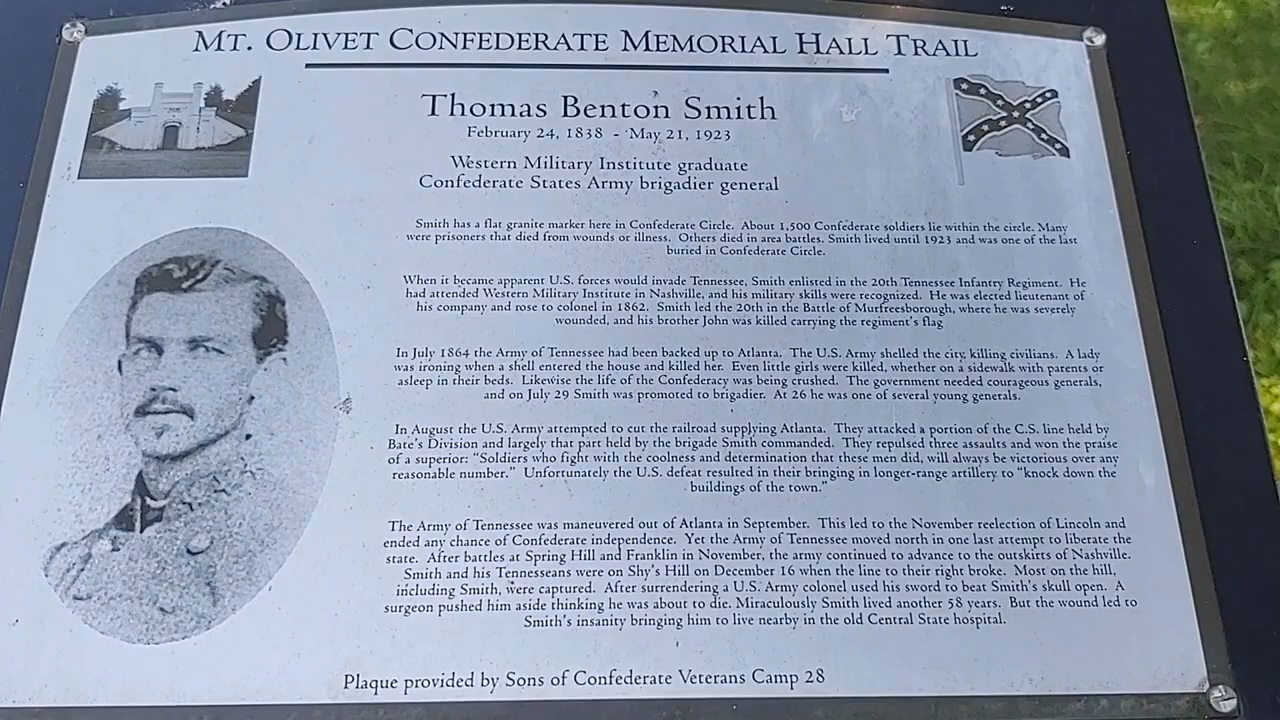 MT. OLIVET CONFEDERATE MEMORIAL HALL TRAIL
Thomas Benton Smith
February 24, 1838 - May 21, 1923
Western Military Institute graduate
Confederate States Army brigadier general
Smith has a flat granite marker here in Confederate Circle. About 1,500 Confederate soldiers lie within the circle. Many
were prisoners that died from wounds or illness. Others died in area battles. Smith lived until 1923 and was one of the last
buried in Confederate Circle.
When it became apparent U.S. forces would invade Tennessee, Smith enlisted in the 20th Tennessee Infantry Regiment. He
had attended Western Military Institute in Nashville, and his military skills were recognized. He was elected lieutenant of
his company and rose to colonel in 1862. Smith led the 20th in the Battle of Murfreesborough, where he was severely
wounded, and his brother John was killed carrying the regiment's flag
In July 1864 the Army of Tennessee had been backed up to Atlanta. The U.S. Army shelled the city, killing civilians. A lady
was ironing when a shell entered the house and killed her. Even little girls were killed, whether on a sidewalk with parents or
asleep in their beds. Likewise the life of the Confederacy was being crushed. The government needed courageous generals,
and on July 29 Smith was promoted to brigadier. At 26 he was one of several young generals.
In August the U.S. Army attempted to cut the railroad supplying Atlanta. They attacked a portion of the C.S. line held by
Bate's Division and largely that part held by the brigade Smith commanded. They repulsed three assaults and won the praise
of a superior: "Soldiers who fight with the coolness and determination that these men did, will always be victorious over any
reasonable number." Unfortunately the U.S. defeat resulted in their bringing in longer-range artillery to "knock down the
buildings of the town."
The Army of Tennessee was maneuvered out of Atlanta in September. This led to the November reelection of Lincoln and
ended any chance of Confederate independence. Yet the Army of Tennessee moved north in one last attempt to liberate the
state. After battles at Spring Hill and Franklin in November, the army continued to advance to the outskirts of Nashville.
Smith and his Tennesseans were on Shy's Hill on December 16 when the line to their right broke. Most on the hill,
including Smith, were captured. After surrendering a U.S. Army colonel used his sword to beat Smith's skull open. A
surgeon pushed him aside thinking he was about to die. Miraculously Smith lived another 58 years. But the wound led to
Smith's insanity bringing him to live nearby in the old Central State hospital.
Plaque provided by Sons of Confederate Veterans Camp 28